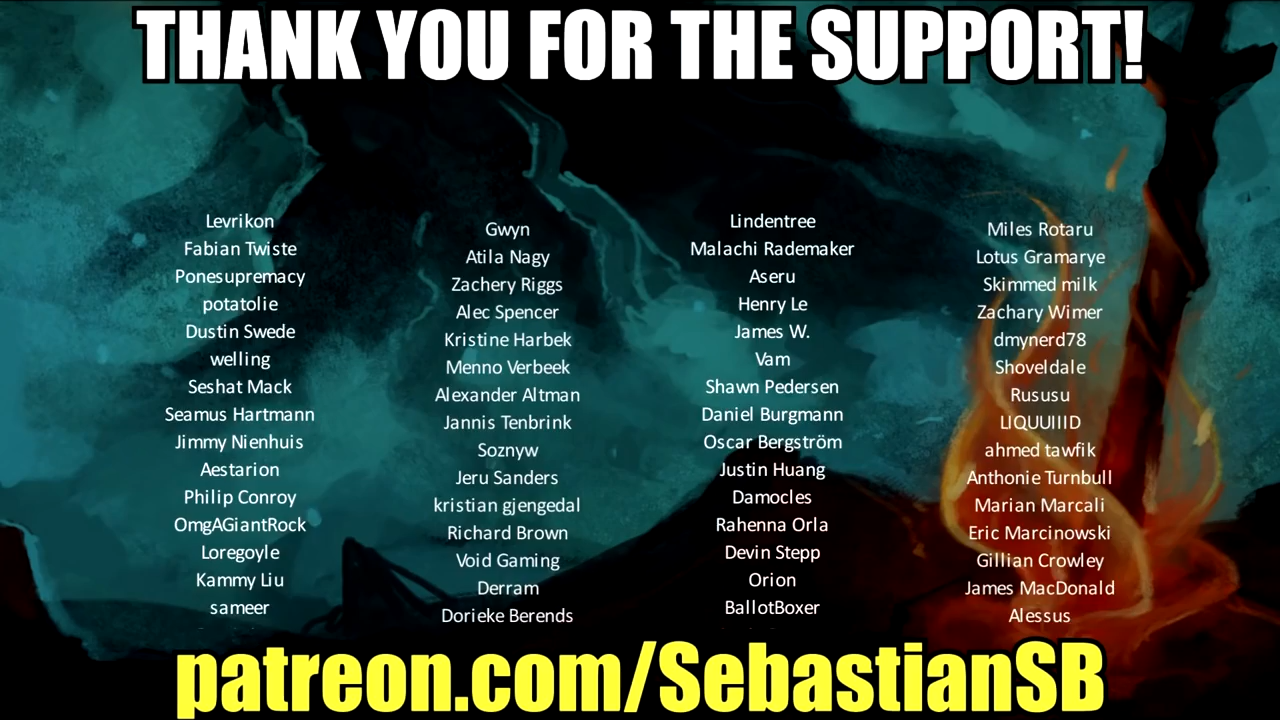 THANK YOU FOR THE SUPPORT!
Levrikon
Fabian Twiste
Ponesupremacy
potatolie
Dustin Swede
welling
Seshat Mack
Seamus Hartmann
Jimmy Nienhuis
Aestarion
Philip Conroy
OmgAGiantRock
Loregoyle
Kammy Liu
sameer
Gwyn
Atila Nagy
Zachery Riggs
Alec Spencer
Kristine Harbek
Menno Verbeek
Alexander Altman
Jannis Tenbrink
Soznyw
Jeru Sanders
kristian gjengedal
Richard Brown
Void Gaming
Derram
Dorieke Berends
Lindentree
Malachi Rademaker
Aseru
Henry Le
James W.
Vam
Shawn Pedersen
Daniel Burgmann
Oscar Bergström
Justin Huang
Damocles
Rahenna Orla
Devin Stepp
Orion
BallotBoxer
Miles Rotaru
Lotus Gramarye
Skimmed milk
Zachary Wimer
dmynerd78
Shoveldale
Rususu
LIQUUIIID
ahmed tawfik
Anthonie Turnbull
Marian Marcali
Eric Marcinowski
Gillian Crowley
James MacDonald
Alessus
patreon.com/SebastianSB